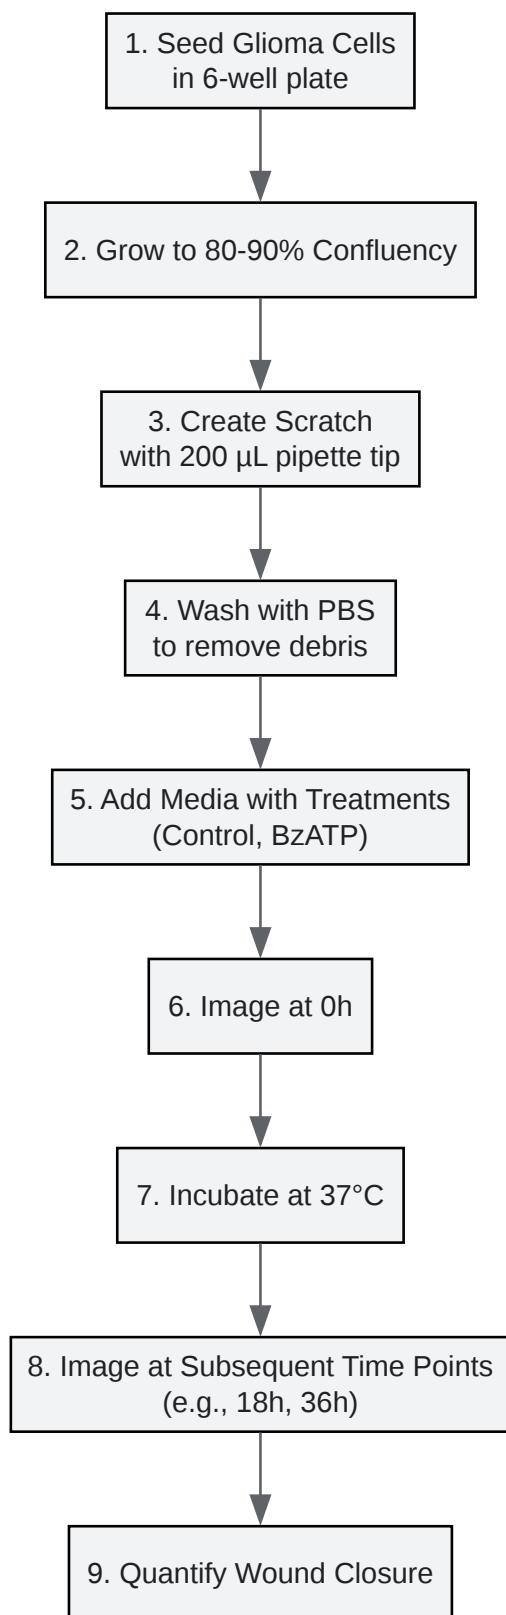 1. Seed Glioma Cells
in 6-well plate
2. Grow to 80-90% Confluency
3. Create Scratch
with 200 µL pipette tip
4. Wash with PBS
to remove debris
5. Add Media with Treatments
(Control, BzATP)
6. Image at 0h
7. Incubate at 37°C
8. Image at Subsequent Time Points
(e.g., 18h, 36h)
9. Quantify Wound Closure